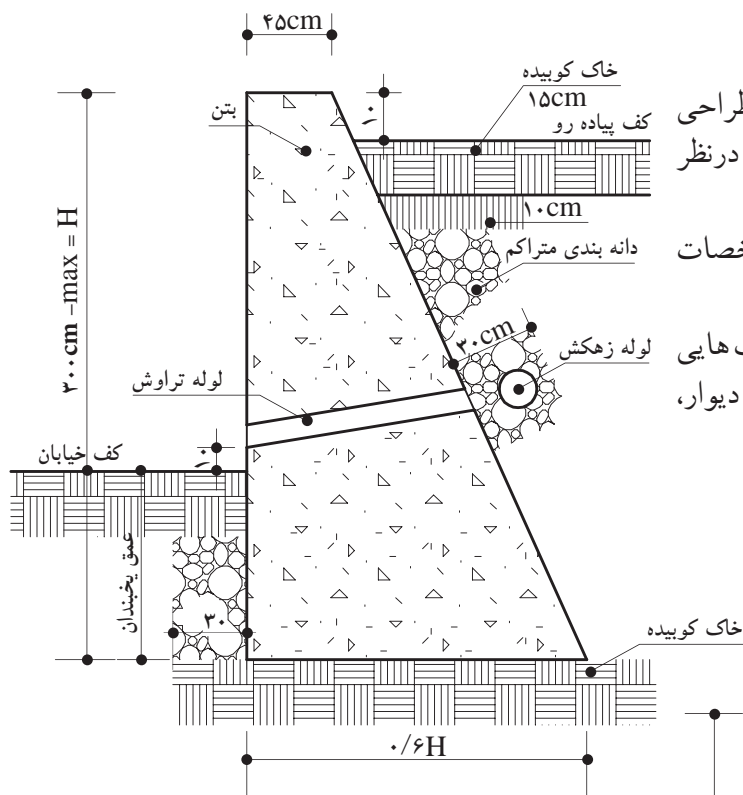 ۴۵cm
خاک کوبیده
۱۵cm
کف پیاده رو
بتن
۱۰
طراحی
درنظر
۱۰cm
دانه بندی متراکم
خصات
۳۰۰cm -max = H
۳۰cm
لوله زهکش
هایی
دیوار،
لوله تراوش
۱۰
کف خیابان
عمق یخبندان
۳۰
خاک کوبیده
۰/۶H